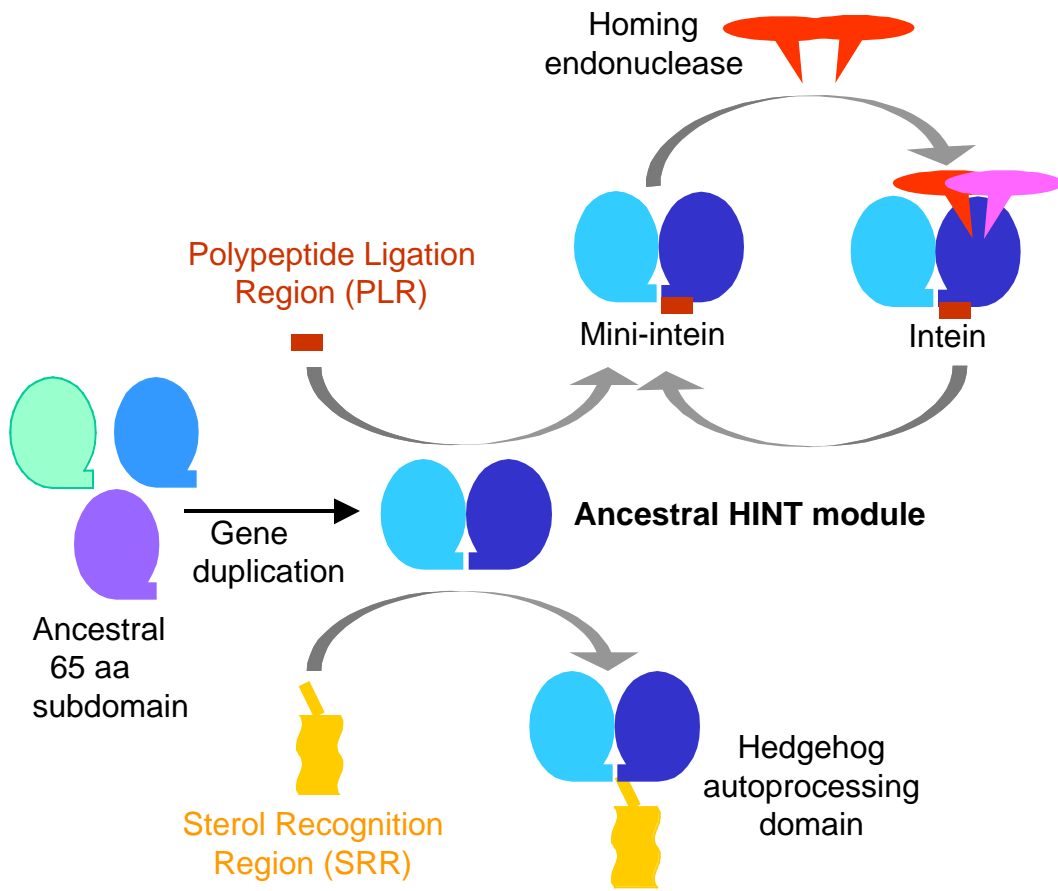 Homing
endonuclease
Polypeptide Ligation
Region (PLR)
Mini-intein
Intein
Gene
duplication
Ancestral HINT module
Ancestral
65 aa
subdomain
Sterol Recognition
Region (SRR)
Hedgehog
autoprocessing
domain